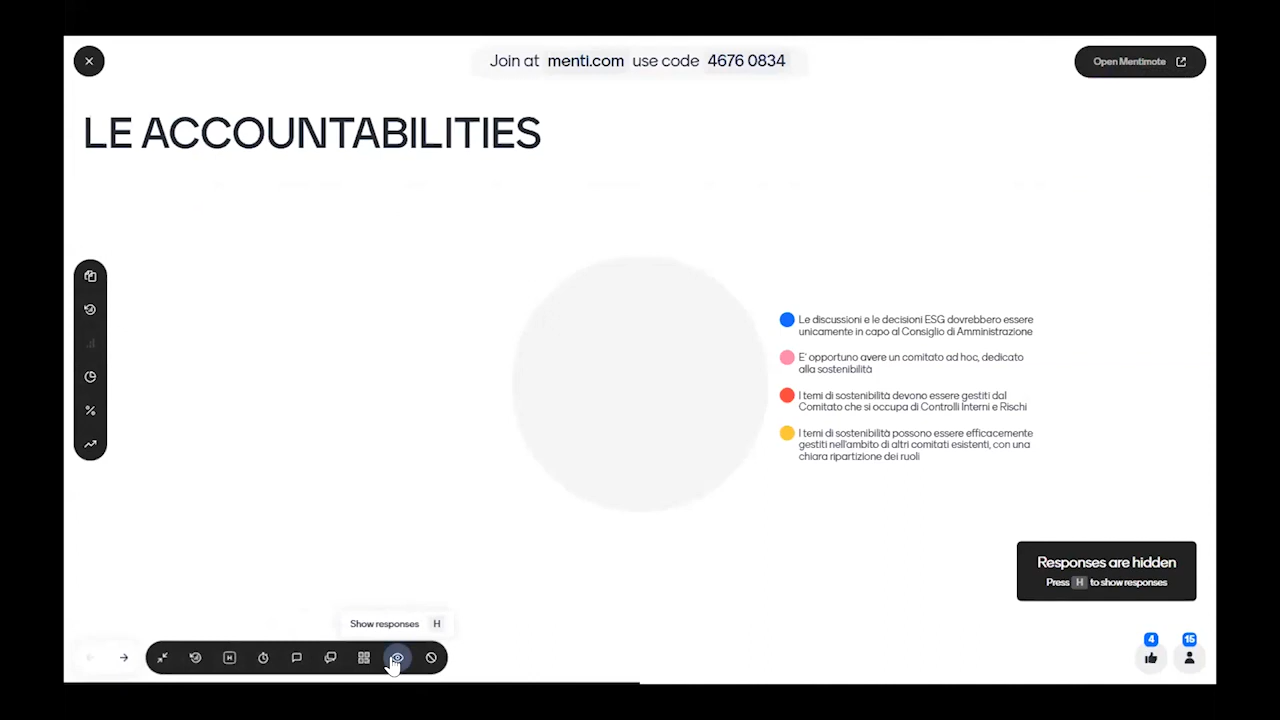 Join at menti.com use code 4676 0834
Open Mentimote
LE ACCOUNTABILITIES
Le discussioni e le decisioni ESG dovrebbero essere
unicamente in capo al Consiglio di Amministrazione
E' opportuno avere un comitato ad hoc, dedicato
alla sostenibilità
I temi di sostenibilità devono essere gestiti dal
Comitato che si occupa di Controlli Interni e Rischi
I temi di sostenibilità possono essere efficacemente
gestiti nell'ambito di altri comitati esistenti, con una
chiara ripartizione dei ruoli
Responses are hidden
Press H to show responses
Show responses H
H
4 15